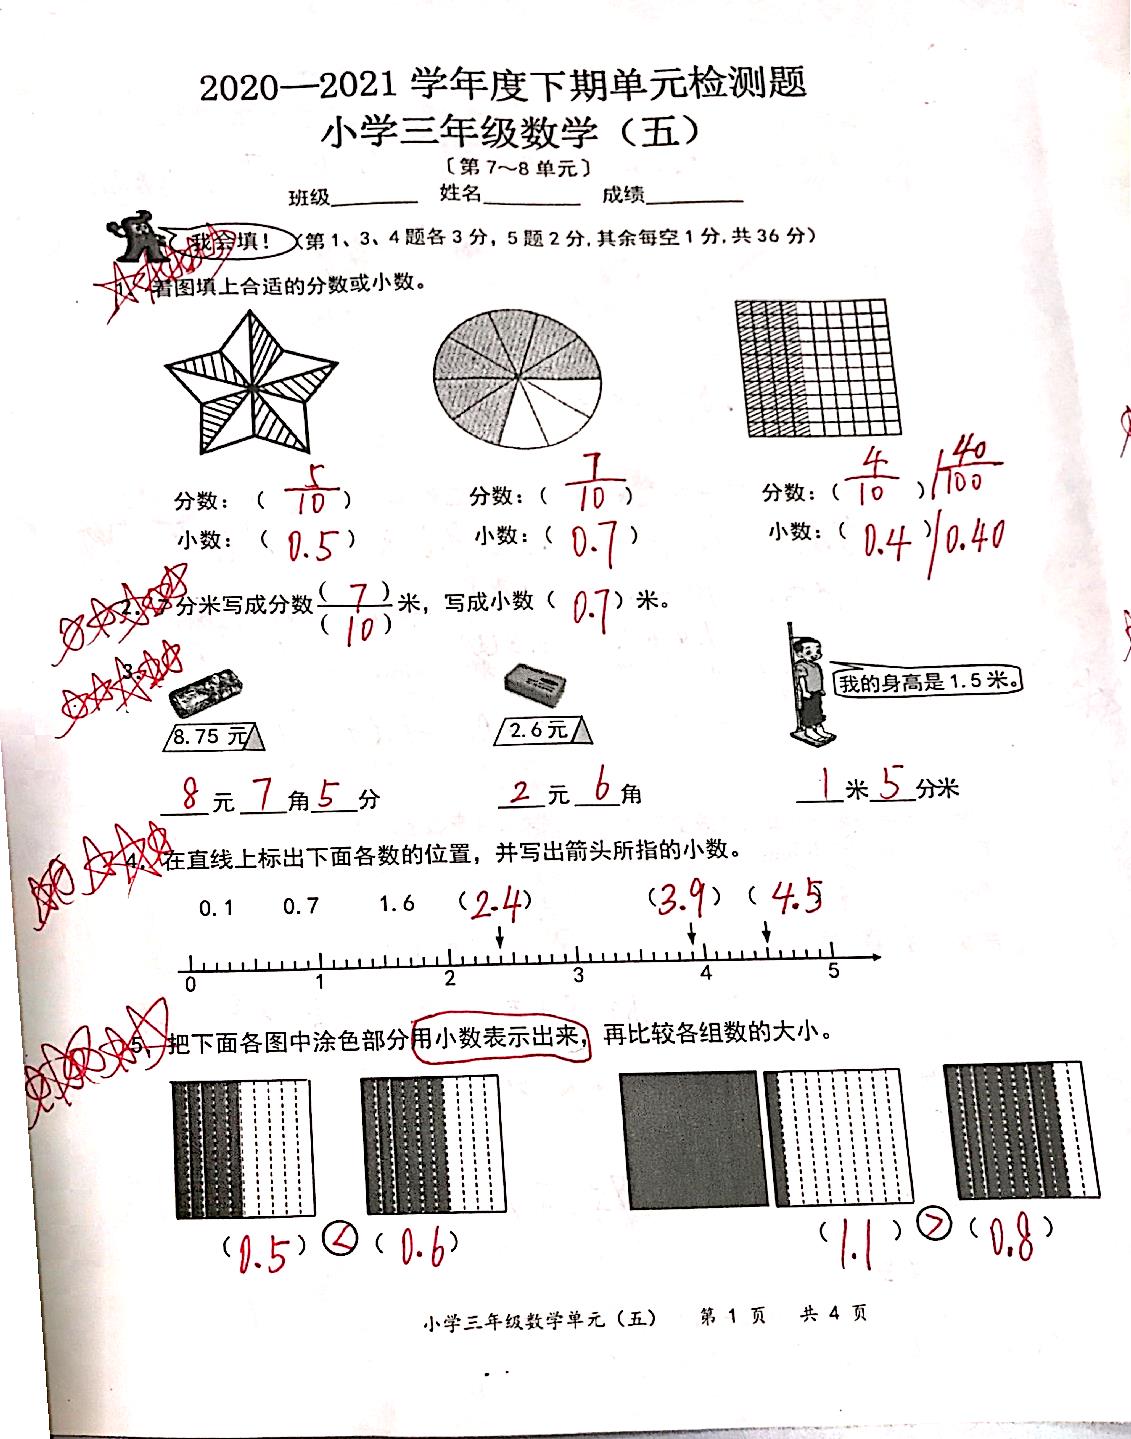 2020—2021 学年度下期单元检测题
小学三年级数学（五）
〔第 7～8 单元〕
班级________ 姓名________ 成绩________
我会填！（第 1、3、4 题各 3 分，5 题 2 分，其余每空 1 分，共 36 分）
1. 看图填上合适的分数或小数。
分数：（ 5/10 ） 分数：（ 7/10 ） 分数：（ 4/10 ）/ 40/100
小数：（ 0.5 ） 小数：（ 0.7 ） 小数：（ 0.4 ）/ 0.40
2. 7 分米写成分数 (7)/(10) 米，写成小数（ 0.7 ）米。
3.
我的身高是 1.5 米。
8.75 元 2.6 元
8 元 7 角 5 分 2 元 6 角 1 米 5 分米
4. 在直线上标出下面各数的位置，并写出箭头所指的小数。
0.1 0.7 1.6 （2.4） （3.9） （4.5）
0 1 2 3 4 5
5. 把下面各图中涂色部分用小数表示出来，再比较各组数的大小。
（0.5） < （0.6） （1.1） > （0.8）
小学三年级数学单元（五） 第 1 页 共 4 页